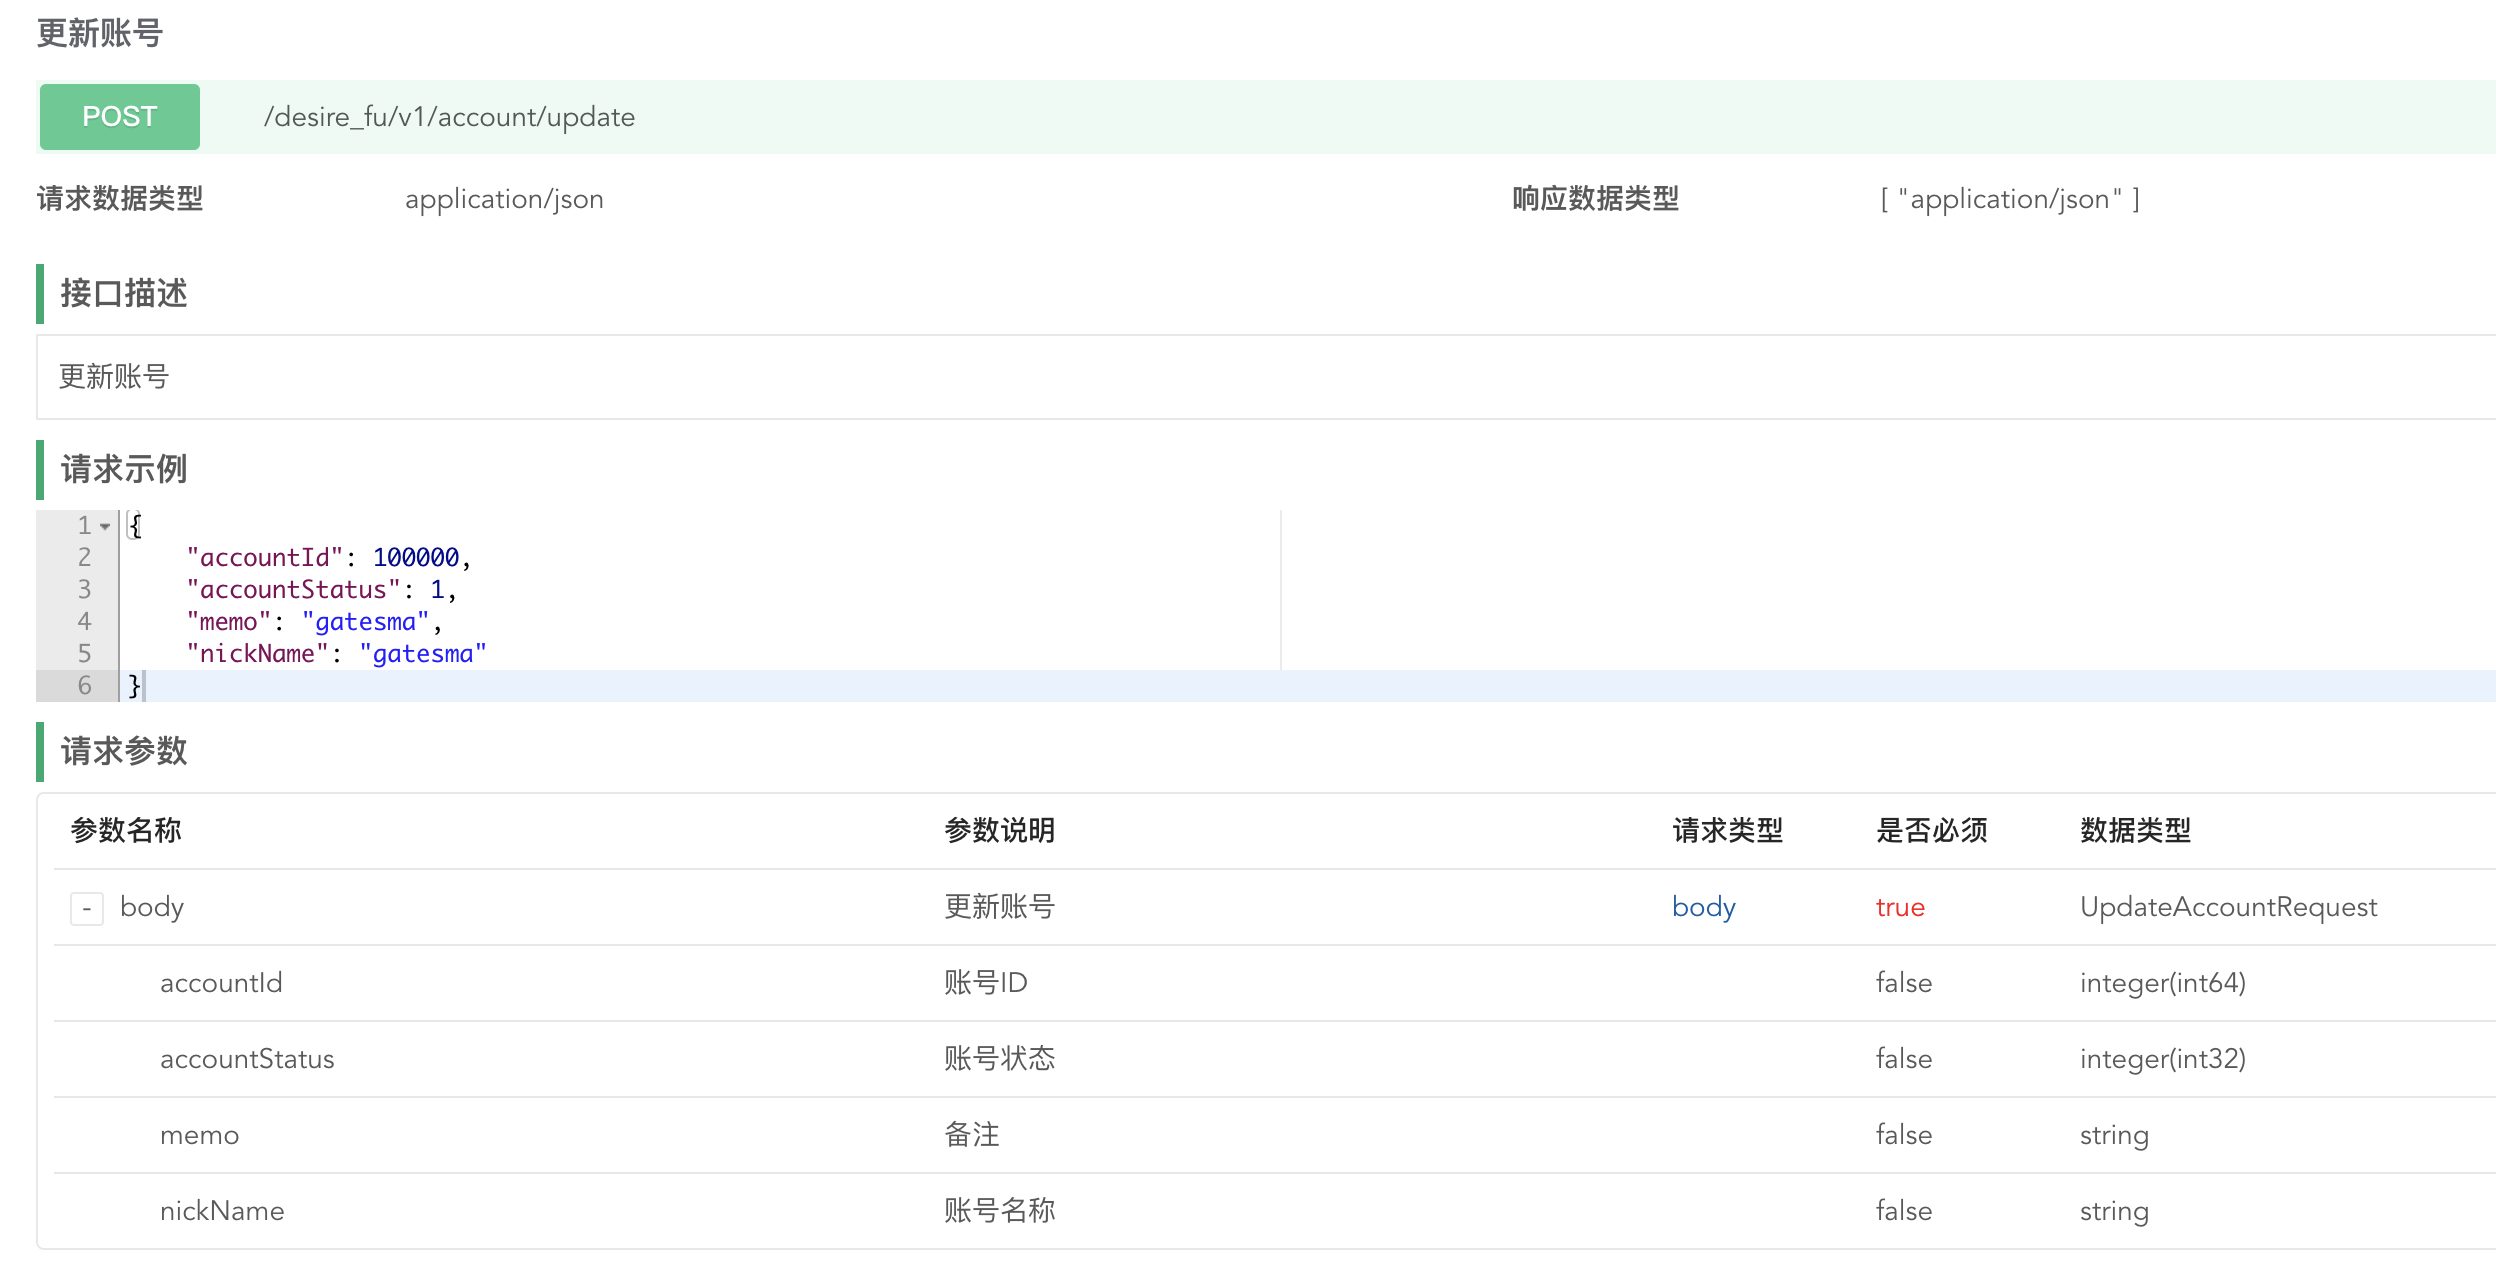 更新账号
POST /desire_fu/v1/account/update
请求数据类型 application/json 响应数据类型 [ "application/json" ]
接口描述
更新账号
请求示例
1 {
2 "accountId": 100000,
3 "accountStatus": 1,
4 "memo": "gatesma",
5 "nickName": "gatesma"
6 }
请求参数
参数名称 参数说明 请求类型 是否必须 数据类型
- body 更新账号 body true UpdateAccountRequest
accountId 账号ID false integer(int64)
accountStatus 账号状态 false integer(int32)
memo 备注 false string
nickName 账号名称 false string